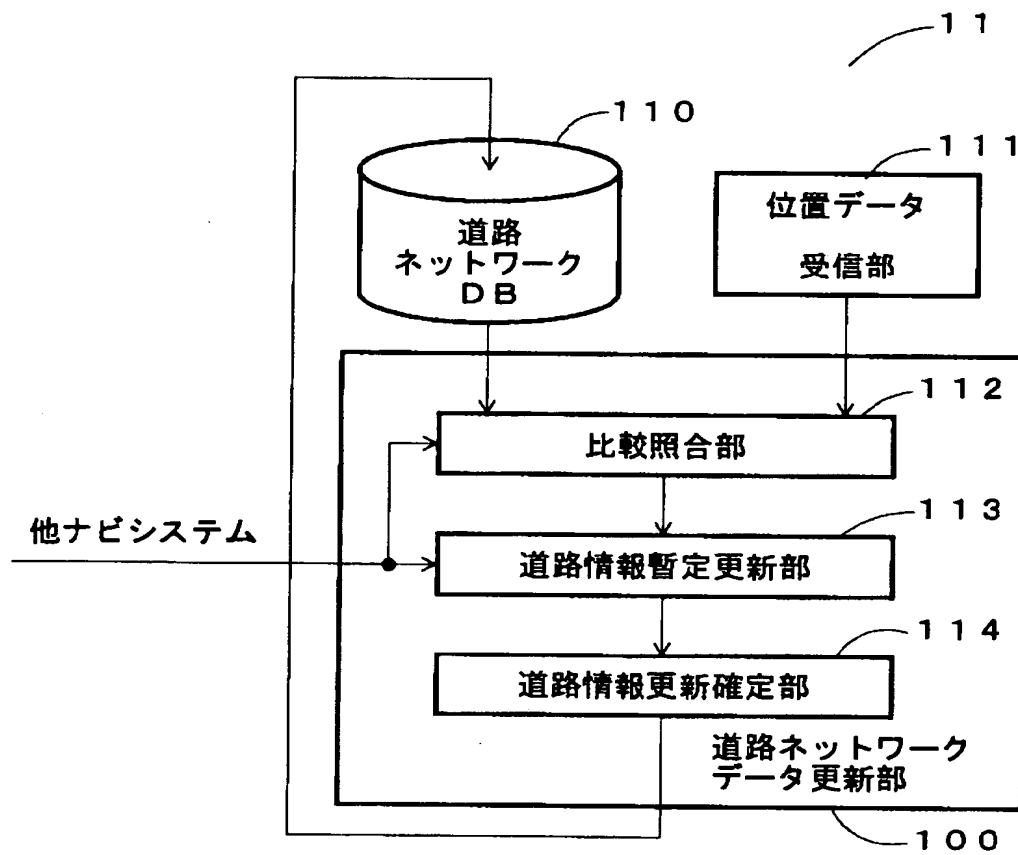 １１
１１０
１１１
道路
ネットワーク
ＤＢ
位置データ
受信部
１１２
比較照合部
他ナビシステム
１１３
道路情報暫定更新部
１１４
道路情報更新確定部
道路ネットワーク
データ更新部
１００